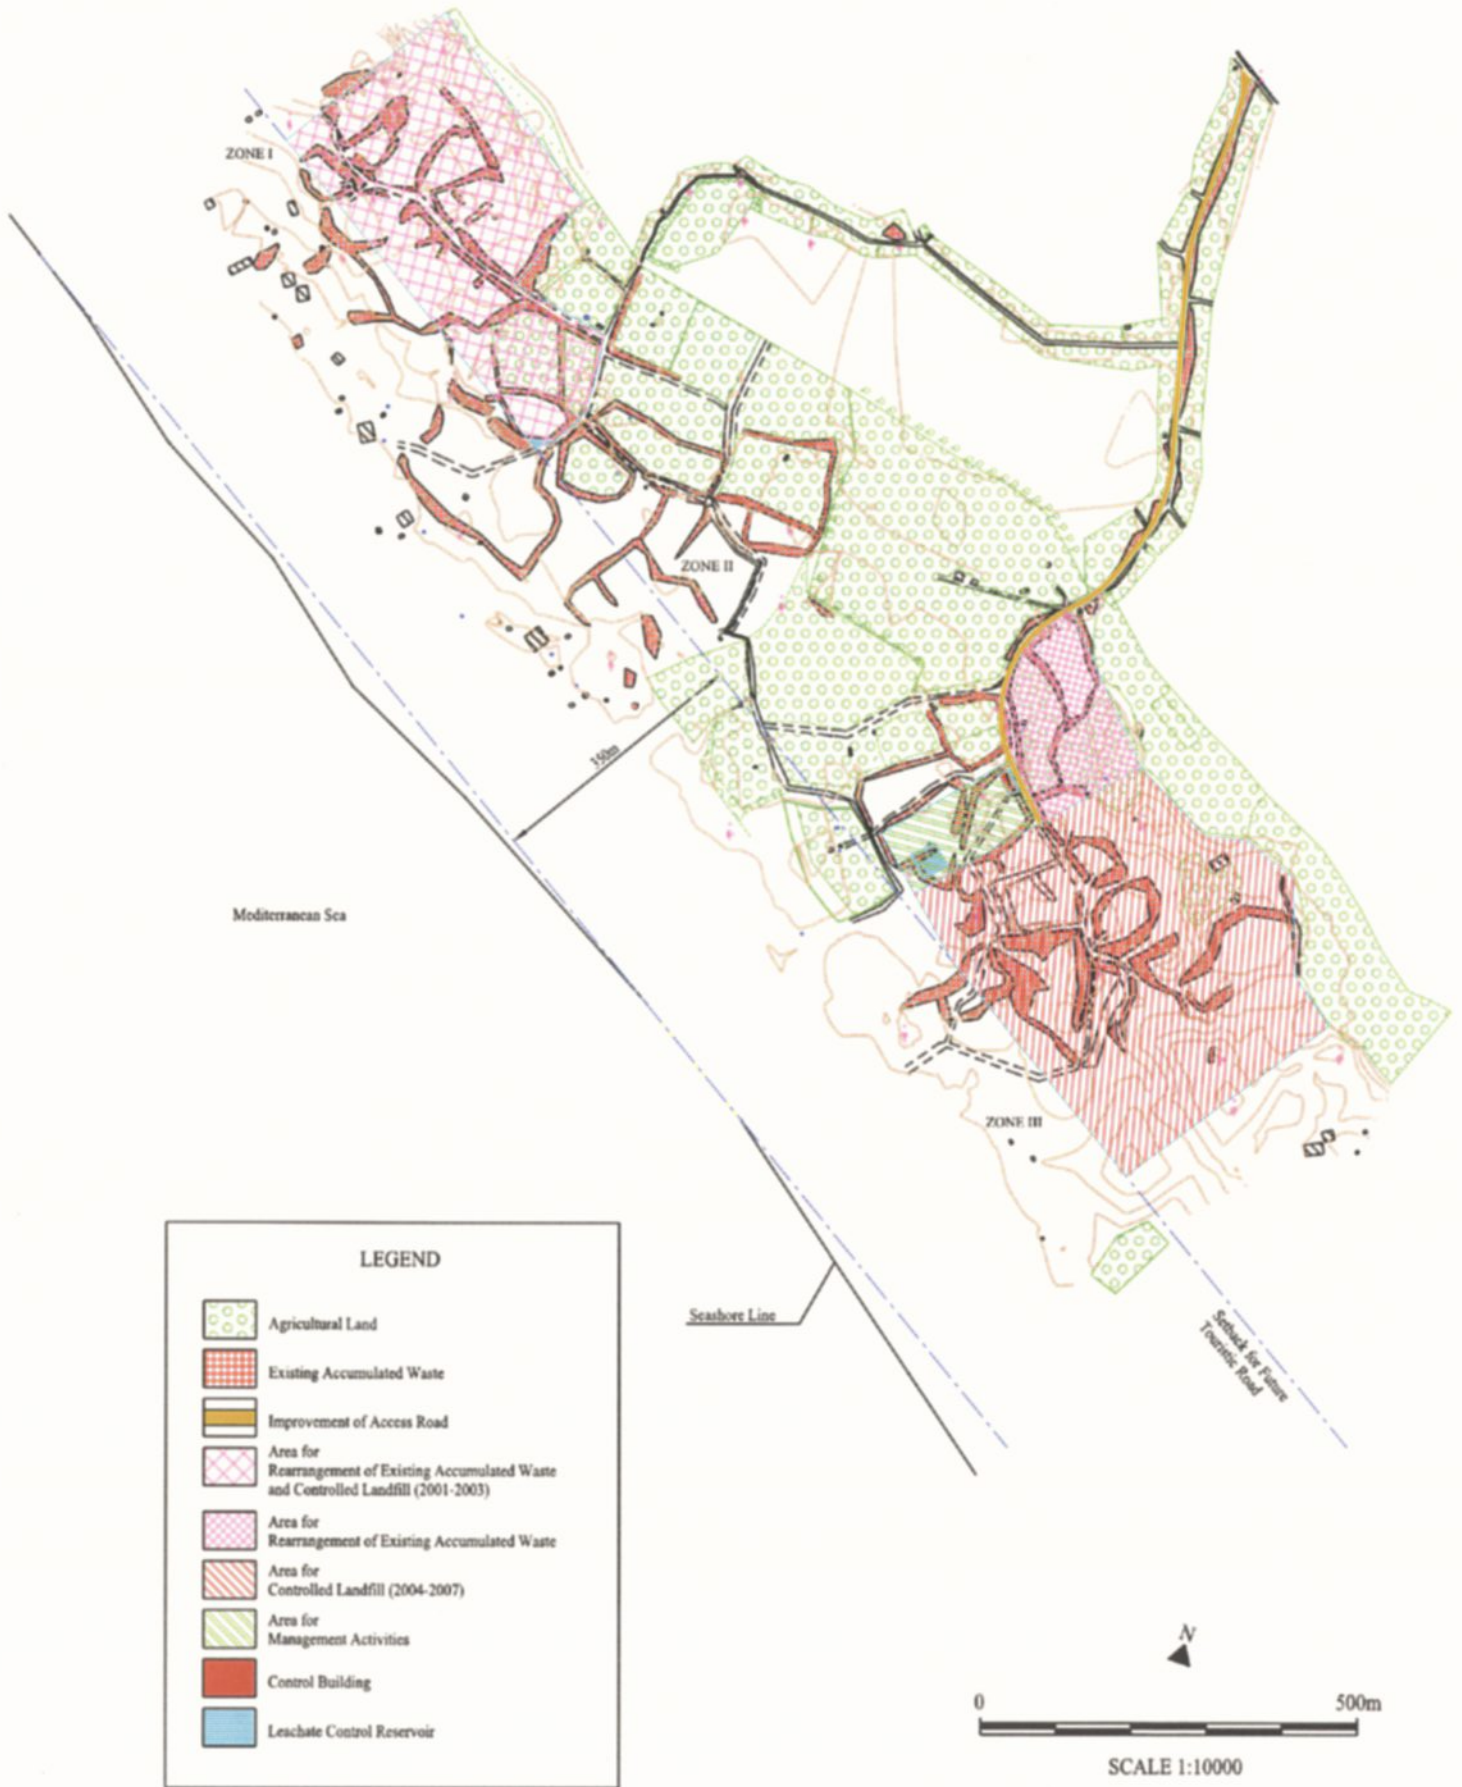 ZONE I
ZONE II
350m
Mediterranean Sea
ZONE III
Seashore Line
Setback for Future
Touristic Road
LEGEND
Agricultural Land
Existing Accumulated Waste
Improvement of Access Road
Area for
Rearrangement of Existing Accumulated Waste
and Controlled Landfill (2001-2003)
Area for
Rearrangement of Existing Accumulated Waste
Area for
Controlled Landfill (2004-2007)
Area for
Management Activities
Control Building
Leachate Control Reservoir
N
0 500m
SCALE 1:10000